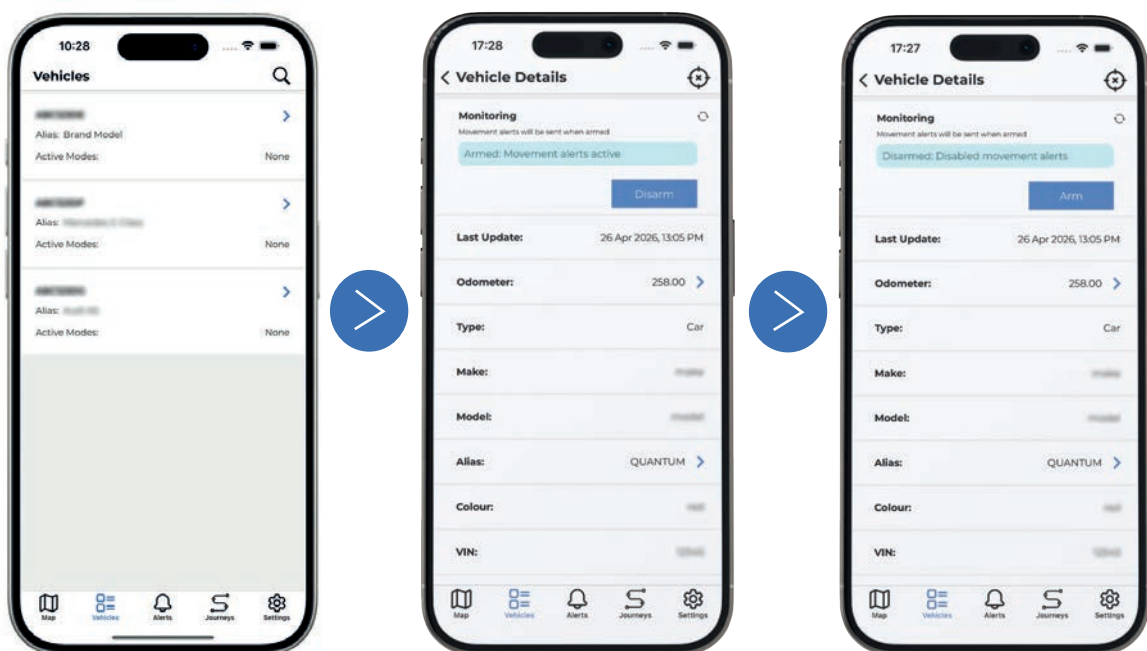 10:28
Vehicles
Alias: Brand Model
Active Modes: None
Alias:
Active Modes: None
Alias:
Active Modes: None
Map Vehicles Alerts Journeys Settings
17:28
Vehicle Details
Monitoring
Movement alerts will be sent when armed
Armed: Movement alerts active
Disarm
Last Update: 26 Apr 2026, 13:05 PM
Odometer: 258.00
Type: Car
Make:
Model:
Alias: QUANTUM
Colour:
VIN:
Map Vehicles Alerts Journeys Settings
17:27
Vehicle Details
Monitoring
Movement alerts will be sent when armed
Disarmed: Disabled movement alerts
Arm
Last Update: 26 Apr 2026, 13:05 PM
Odometer: 258.00
Type: Car
Make:
Model:
Alias: QUANTUM
Colour:
VIN:
Map Vehicles Alerts Journeys Settings